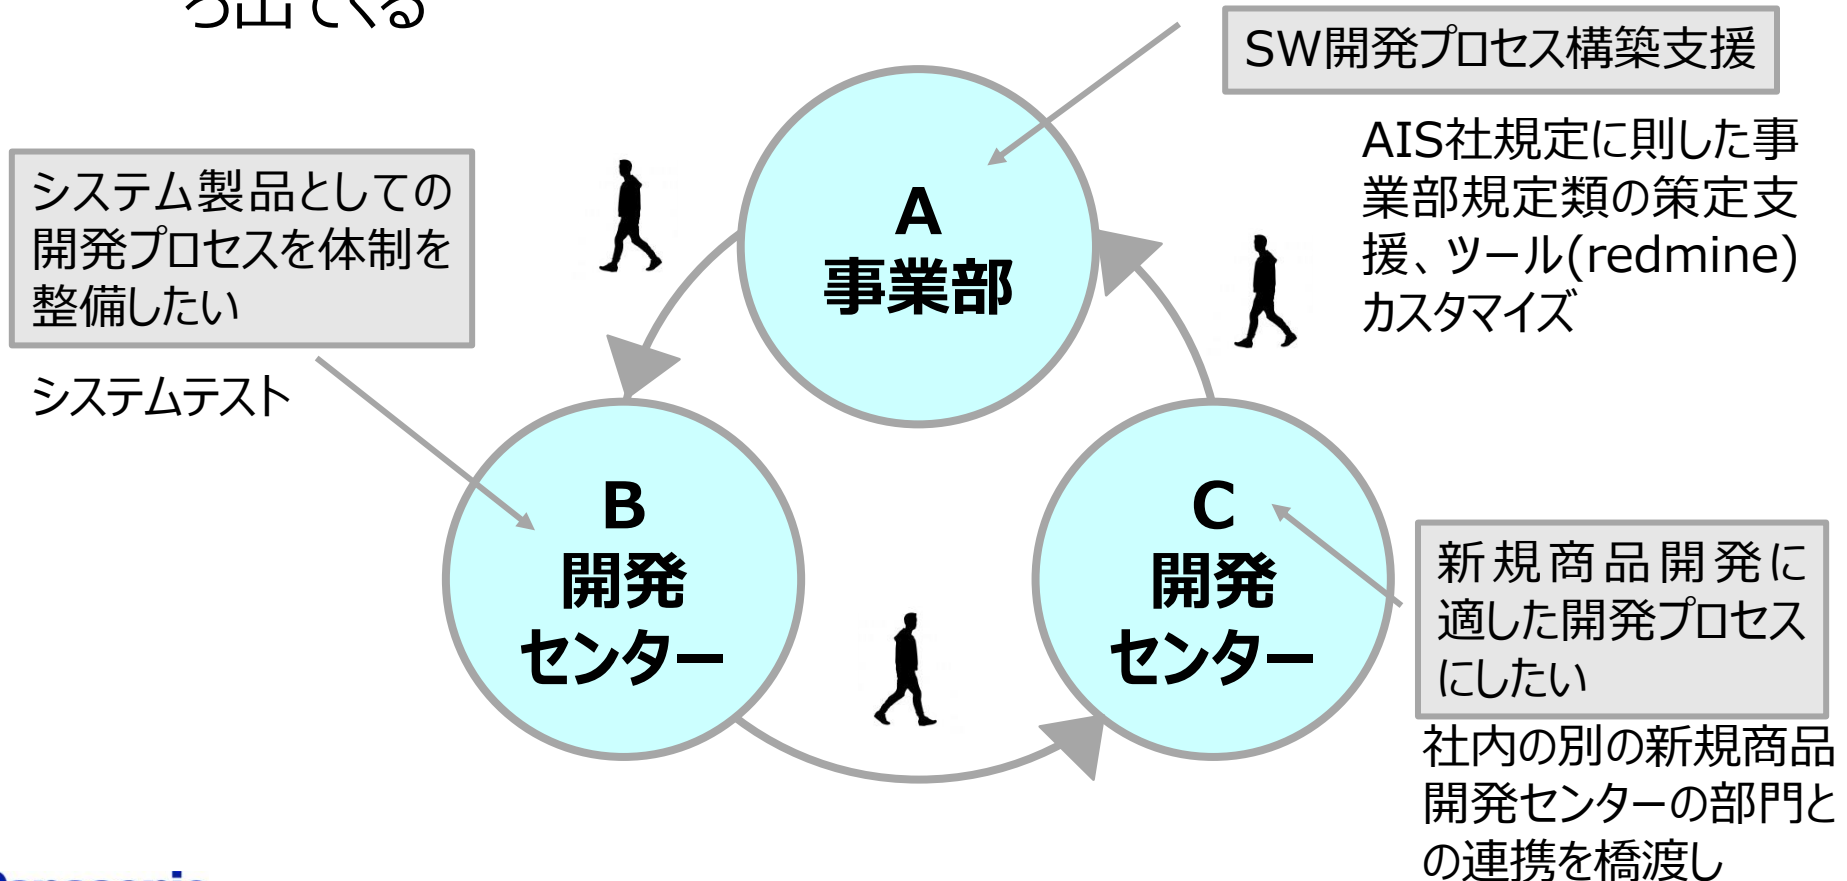 ろ出てくる
SW開発プロセス構築支援
AIS社規定に則した事
業部規定類の策定支
援、ツール(redmine)
カスタマイズ
システム製品としての
開発プロセスを体制を
整備したい
システムテスト
A
事業部
B
開発
センター
C
開発
センター
新規商品開発に
適した開発プロセス
にしたい
社内の別の新規商品
開発センターの部門と
の連携を橋渡し
Panasonic